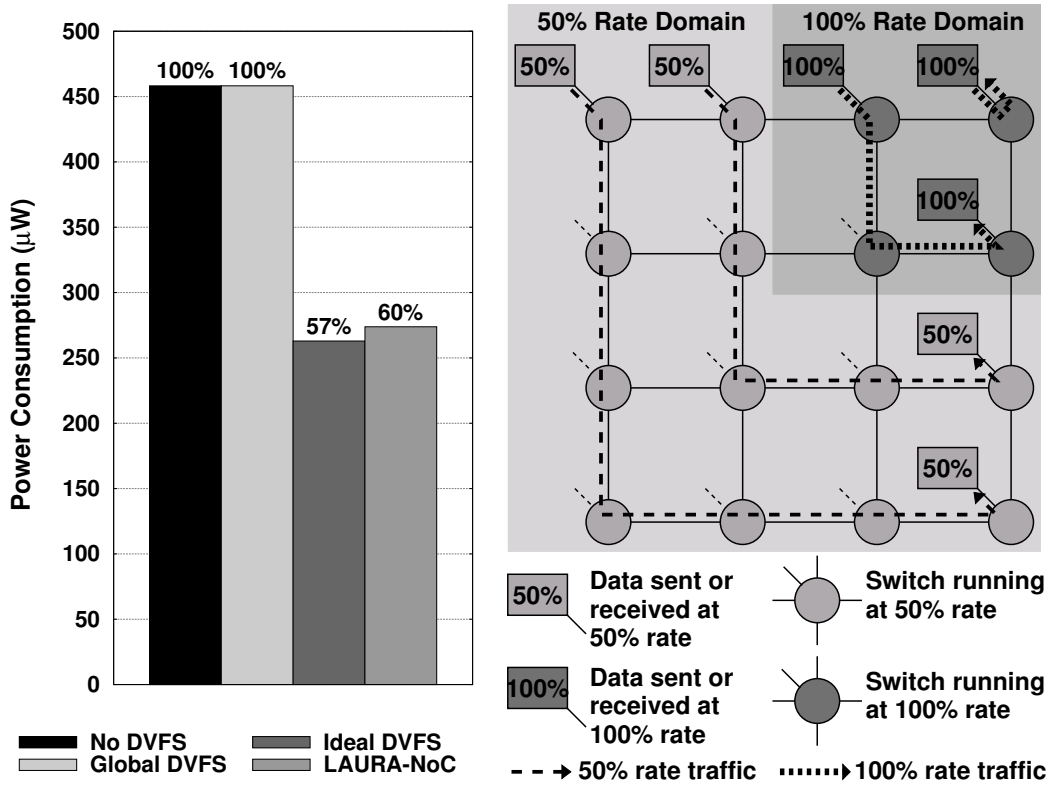 500
450
400
350
300
250
200
150
100
50
0
Power Consumption (μW)
100%
100%
57%
60%
No DVFS
Global DVFS
Ideal DVFS
LAURA-NoC
50% Rate Domain
100% Rate Domain
50%
50%
100%
100%
100%
50%
50%
50%
Data sent or
received at
50% rate
Switch running
at 50% rate
100%
Data sent or
received at
100% rate
Switch running
at 100% rate
50% rate traffic
100% rate traffic